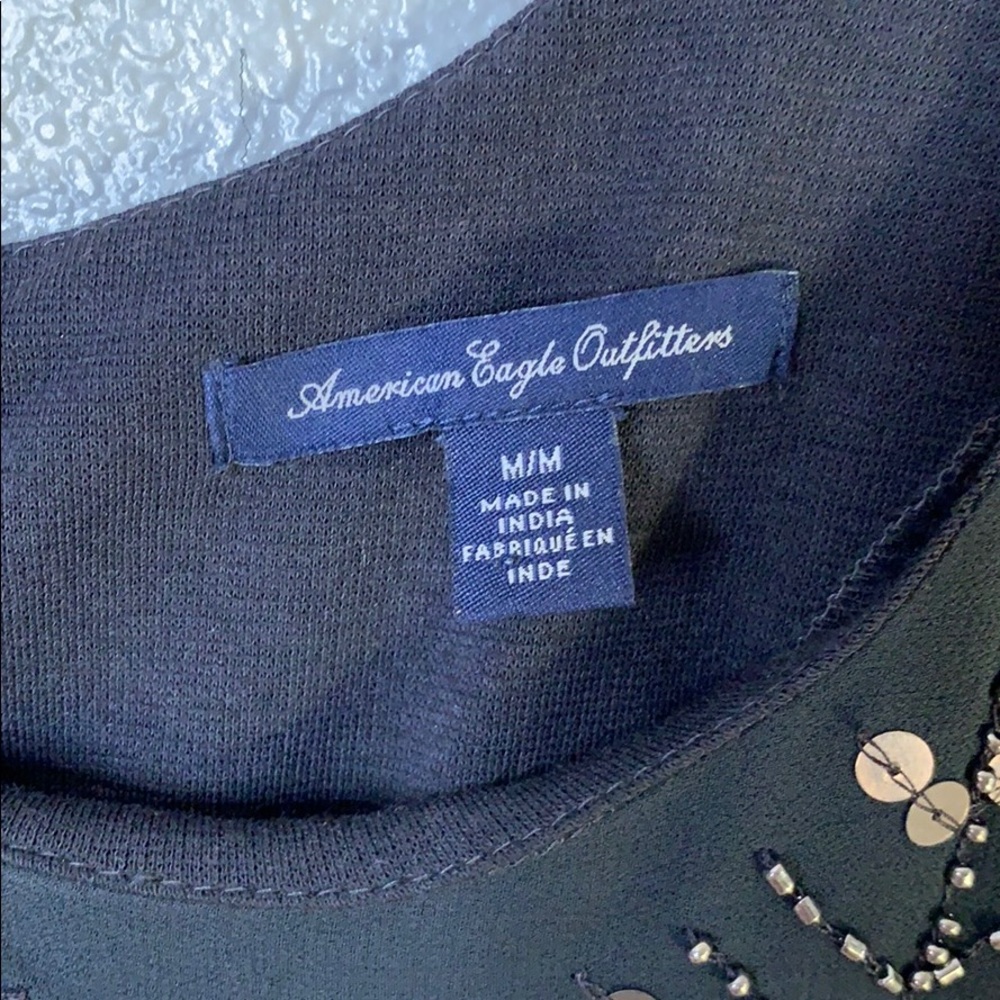 American Eagle Outfitters
M/M
MADE IN
INDIA
FABRIQUÉ EN
INDE